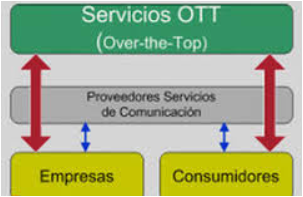 Servicios OTT
(Over-the-Top)
Proveedores Servicios
de Comunicación
Empresas
Consumidores